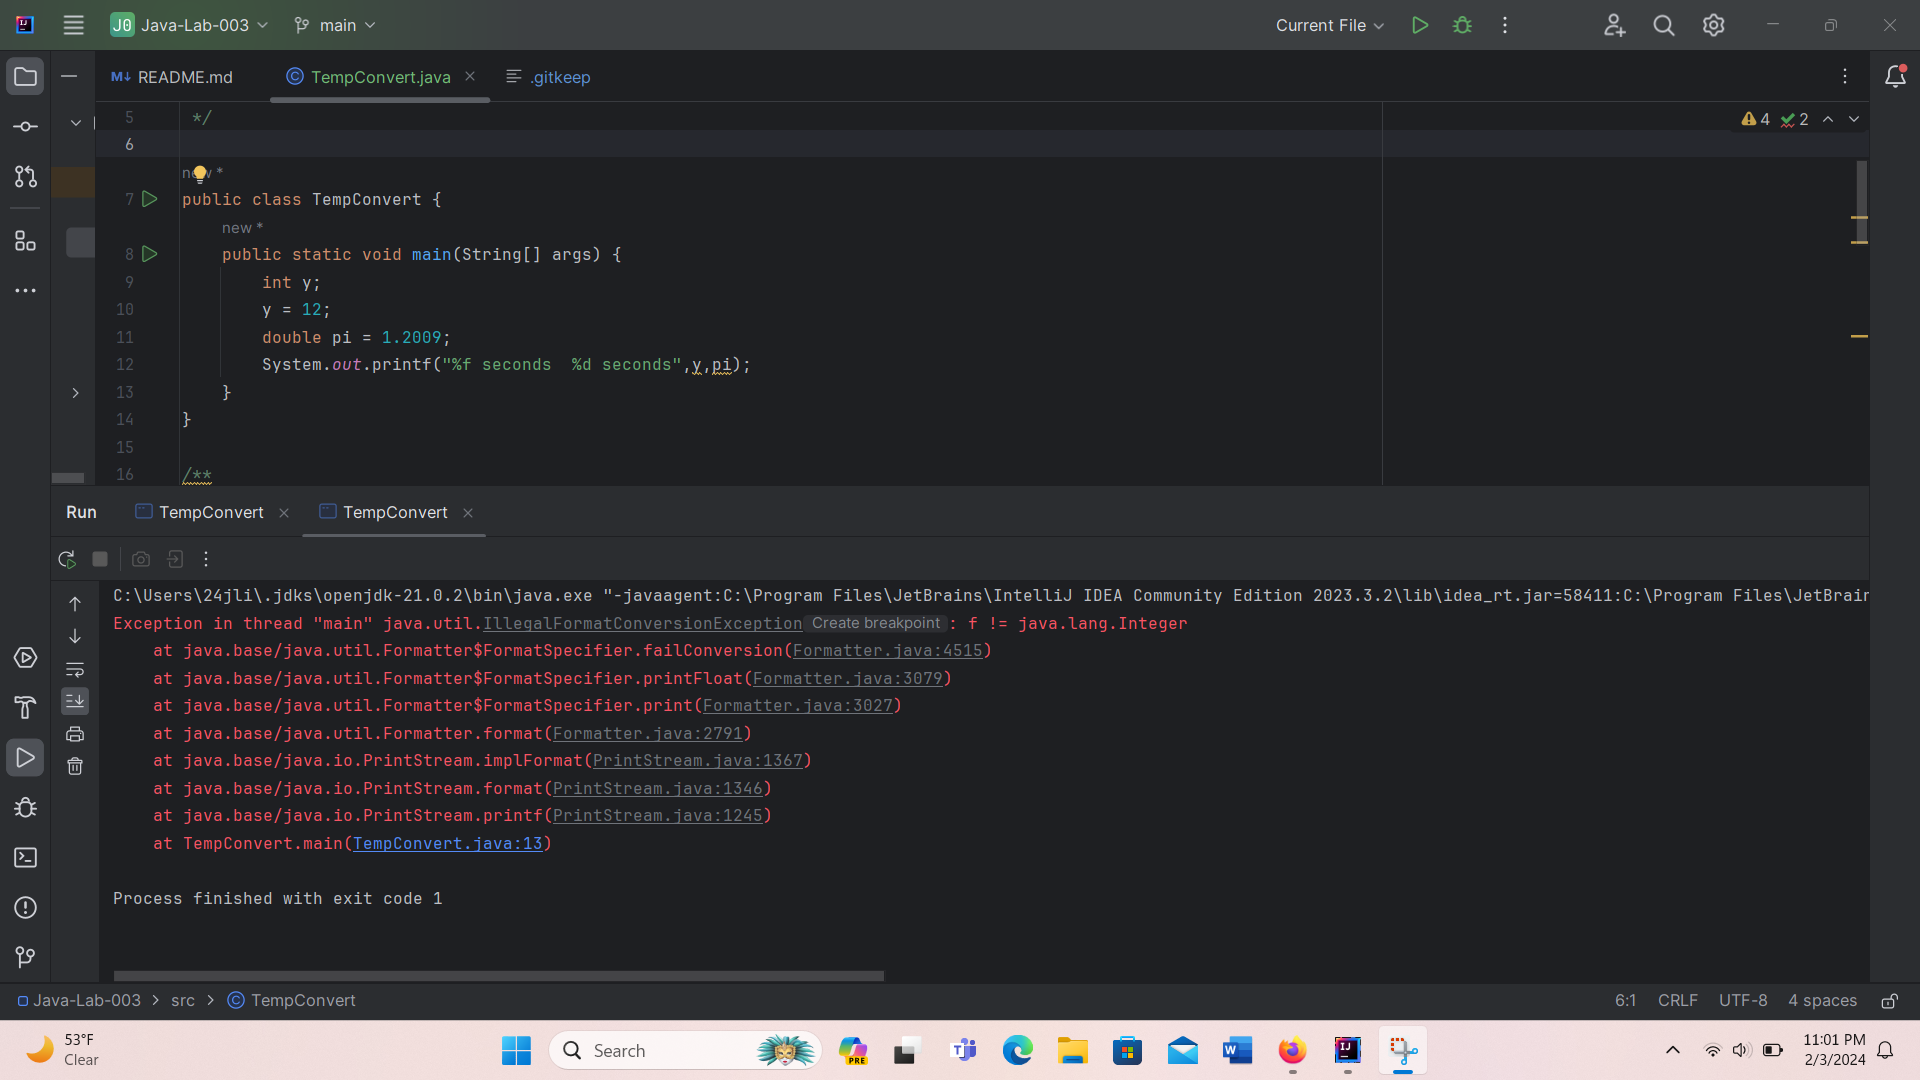 J0 Java-Lab-003 main Current File
README.md TempConvert.java .gitkeep
5 */ 4 2
6
new *
7 public class TempConvert {
new *
8 public static void main(String[] args) {
9 int y;
10 y = 12;
11 double pi = 1.2009;
12 System.out.printf("%f seconds  %d seconds",y,pi);
13 }
14 }
15
16 /**
Run TempConvert TempConvert
C:\Users\24jli\.jdks\openjdk-21.0.2\bin\java.exe "-javaagent:C:\Program Files\JetBrains\IntelliJ IDEA Community Edition 2023.3.2\lib\idea_rt.jar=58411:C:\Program Files\JetBrain
Exception in thread "main" java.util.IllegalFormatConversionException Create breakpoint : f != java.lang.Integer
at java.base/java.util.Formatter$FormatSpecifier.failConversion(Formatter.java:4515)
at java.base/java.util.Formatter$FormatSpecifier.printFloat(Formatter.java:3079)
at java.base/java.util.Formatter$FormatSpecifier.print(Formatter.java:3027)
at java.base/java.util.Formatter.format(Formatter.java:2791)
at java.base/java.io.PrintStream.implFormat(PrintStream.java:1367)
at java.base/java.io.PrintStream.format(PrintStream.java:1346)
at java.base/java.io.PrintStream.printf(PrintStream.java:1245)
at TempConvert.main(TempConvert.java:13)
Process finished with exit code 1
Java-Lab-003 > src > TempConvert 6:1 CRLF UTF-8 4 spaces
53°F
Clear
Search
PRE
11:01 PM
2/3/2024